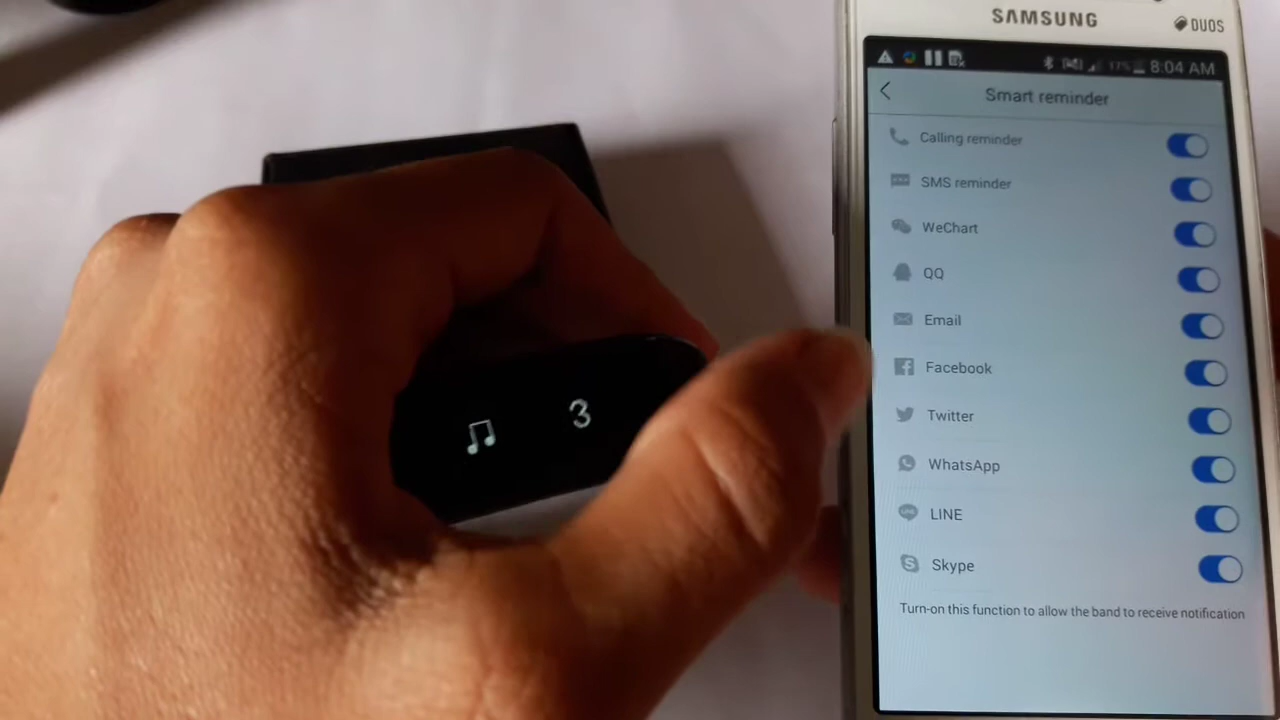 SAMSUNG
DUOS
17% 8:04 AM
Smart reminder
Calling reminder
SMS reminder
WeChart
QQ
Email
Facebook
Twitter
WhatsApp
LINE
Skype
Turn-on this function to allow the band to receive notification
3